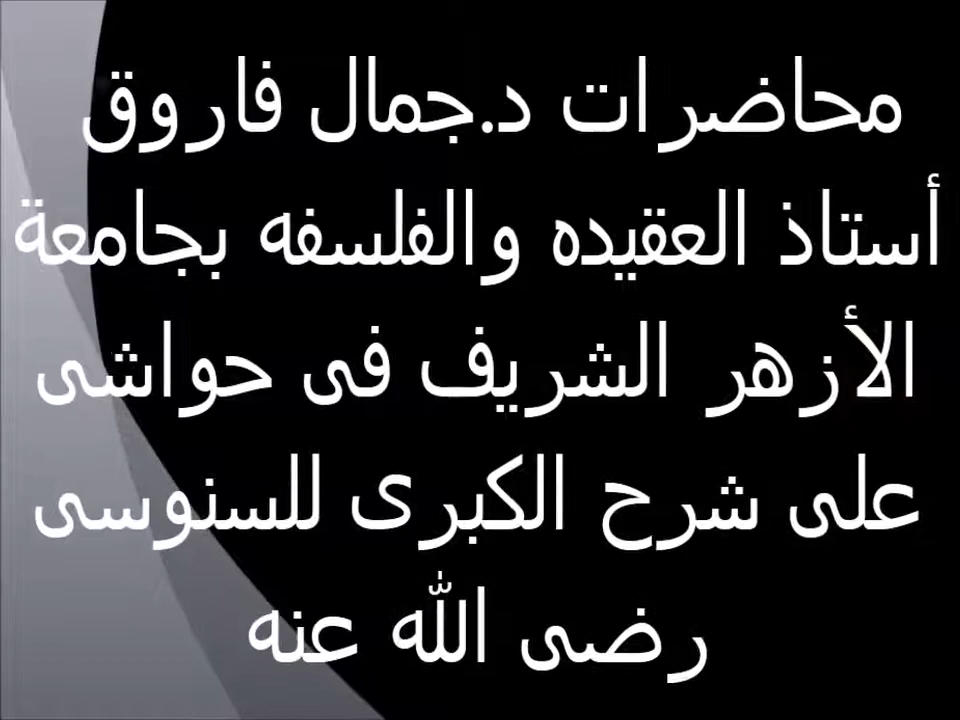 محاضرات د.جمال فاروق
أستاذ العقيده والفلسفه بجامعة
الأزهر الشريف فى حواشى
على شرح الكبرى للسنوسى
رضى الله عنه